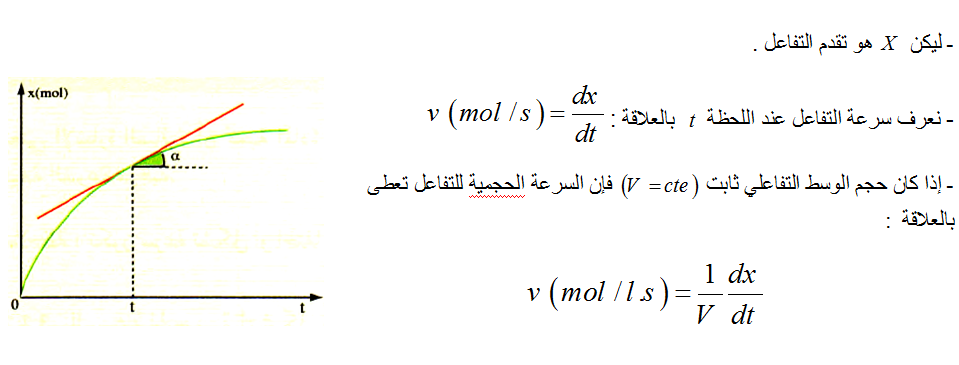 - ليكن X هو تقدم التفاعل .
- نعرف سرعة التفاعل عند اللحظة t بالعلاقة : v (mol / s) = dx/dt
- إذا كان حجم الوسط التفاعلي ثابت (V = cte) فإن السرعة الحجمية للتفاعل تعطى
بالعلاقة :
v (mol / l.s) = 1/V dx/dt
x(mol)
α
0
t
t